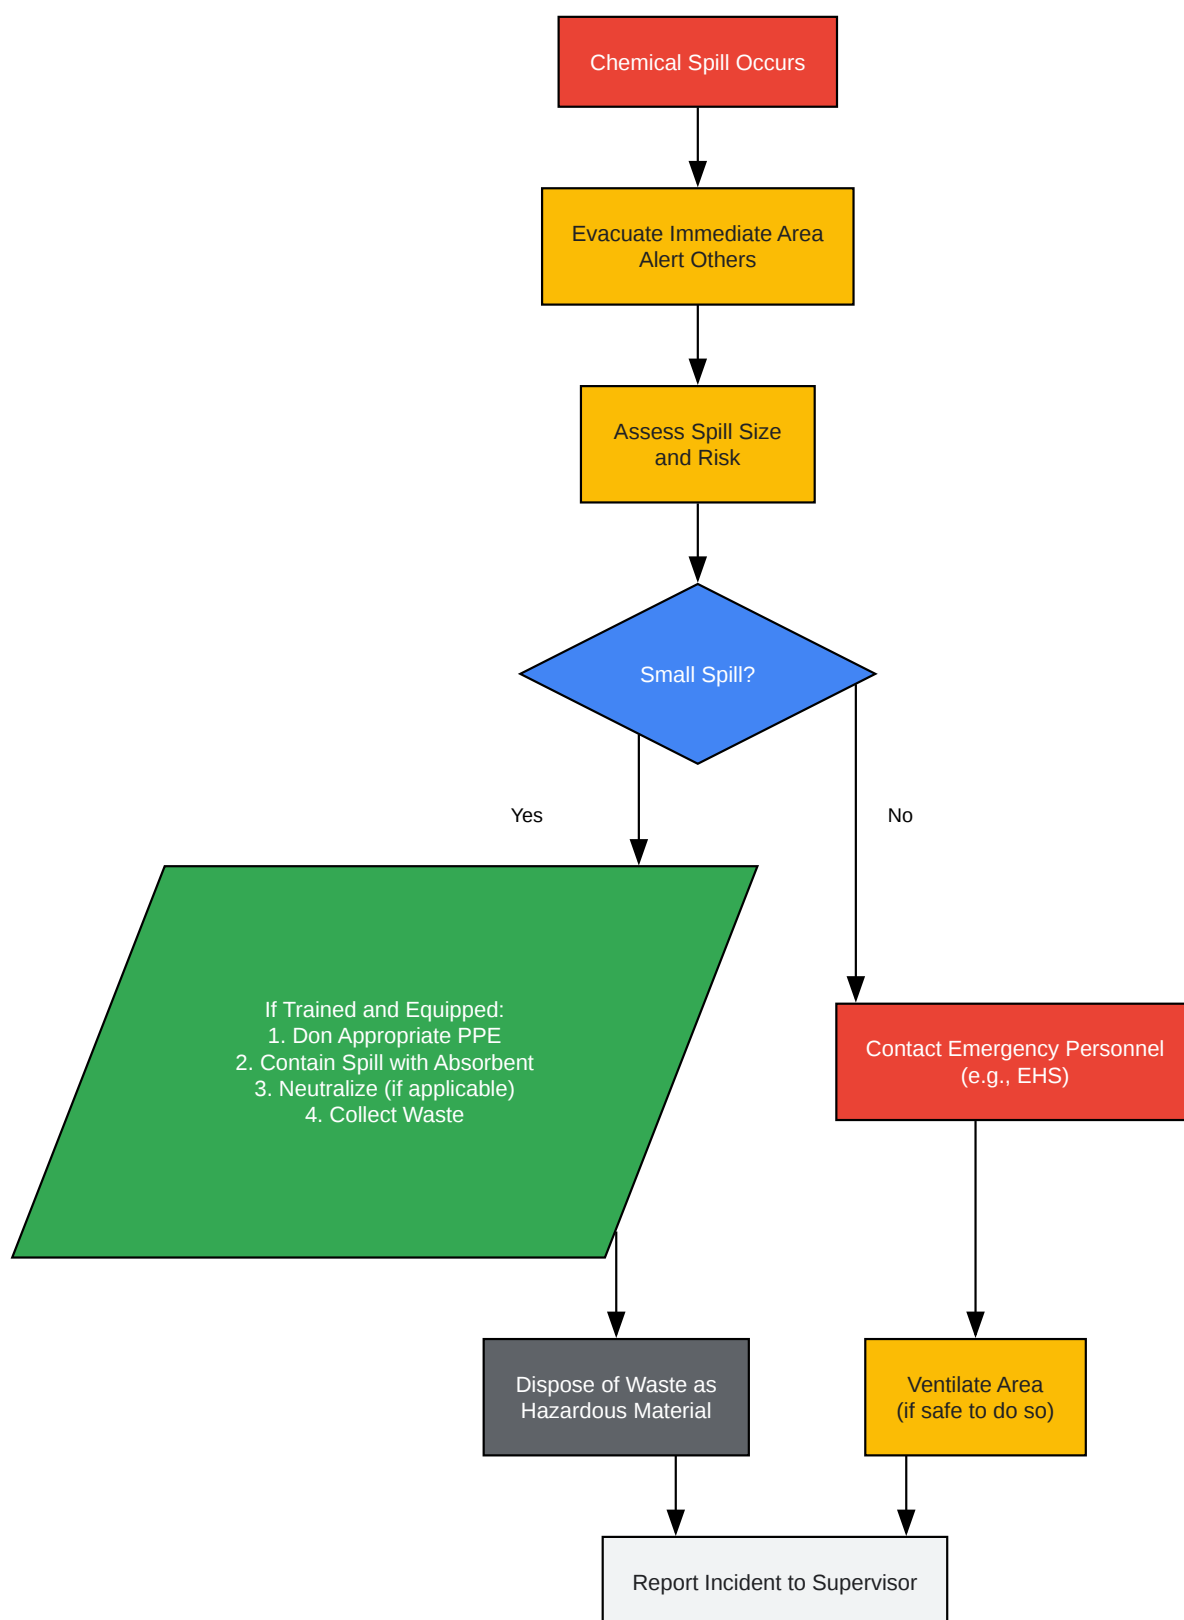 Chemical Spill Occurs
Evacuate Immediate Area
Alert Others
Assess Spill Size
and Risk
Small Spill?
Yes
No
If Trained and Equipped:
1. Don Appropriate PPE
2. Contain Spill with Absorbent
3. Neutralize (if applicable)
4. Collect Waste
Contact Emergency Personnel
(e.g., EHS)
Dispose of Waste as
Hazardous Material
Ventilate Area
(if safe to do so)
Report Incident to Supervisor